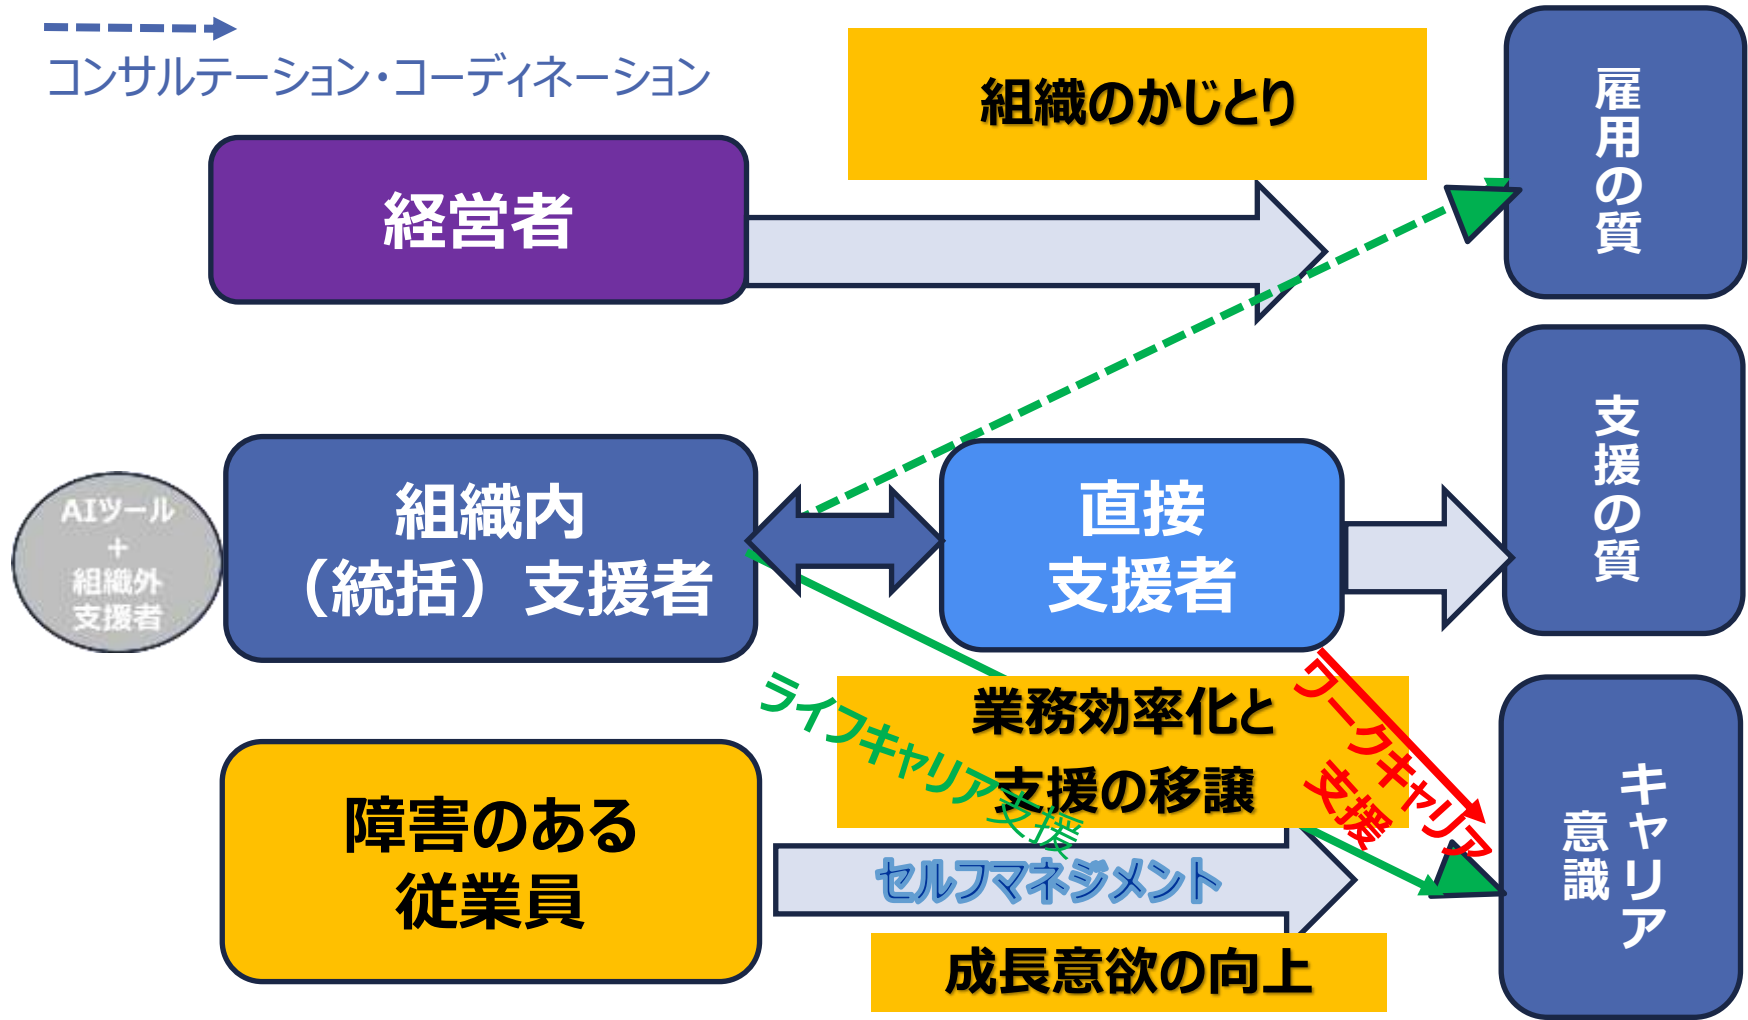 コンサルテーション・コーディネーション
組織のかじとり
雇用の質
経営者
支援の質
AIツール
+
組織外
支援者
組織内
（統括）支援者
直接
支援者
ライフキャリア支援
業務効率化と
支援の移譲
ワークキャリア
支援
キャリア
意識
障害のある
従業員
セルフマネジメント
成長意欲の向上